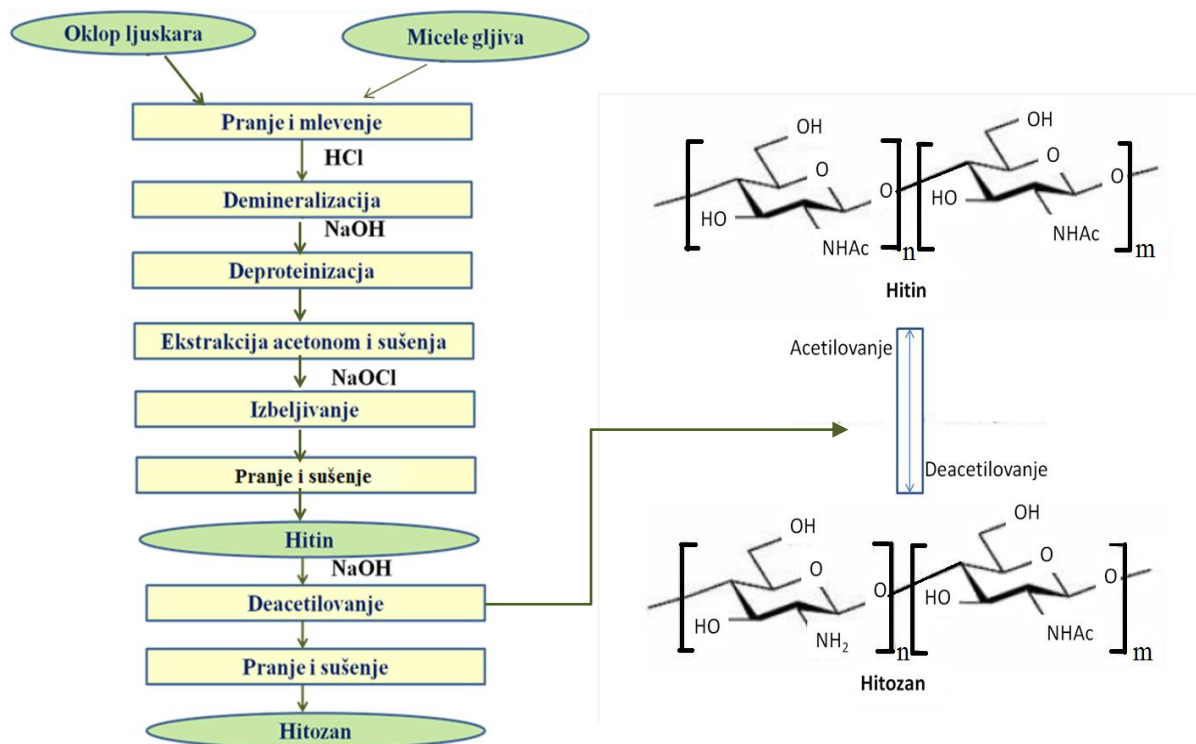 Oklop ljuskara
Micele gljiva
Pranje i mlevenje
HCl
Demineralizacija
NaOH
Deproteinizacja
Ekstrakcija acetonom i sušenja
NaOCl
Izbeljivanje
Pranje i sušenje
Hitin
NaOH
Deacetilovanje
Pranje i sušenje
Hitozan
OH
O
HO
NHAc
n
O
OH
O
HO
NHAc
O
m
Hitin
Acetilovanje
Deacetilovanje
OH
O
HO
NH2
n
O
OH
O
HO
NHAc
O
m
Hitozan